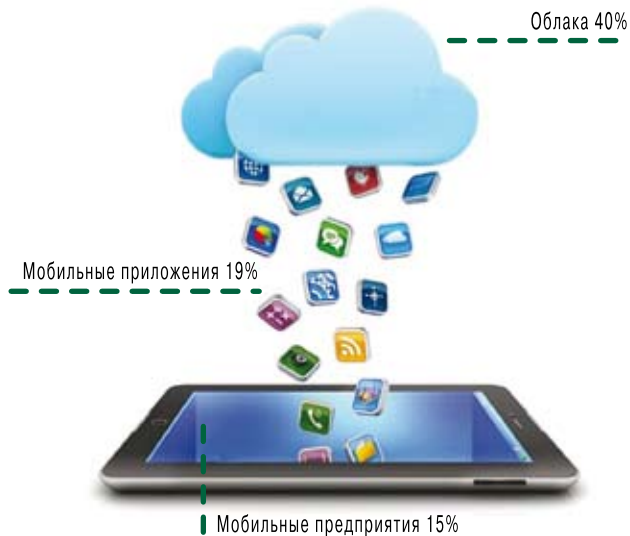 Облака 40%
Мобильные приложения 19%
Мобильные предприятия 15%